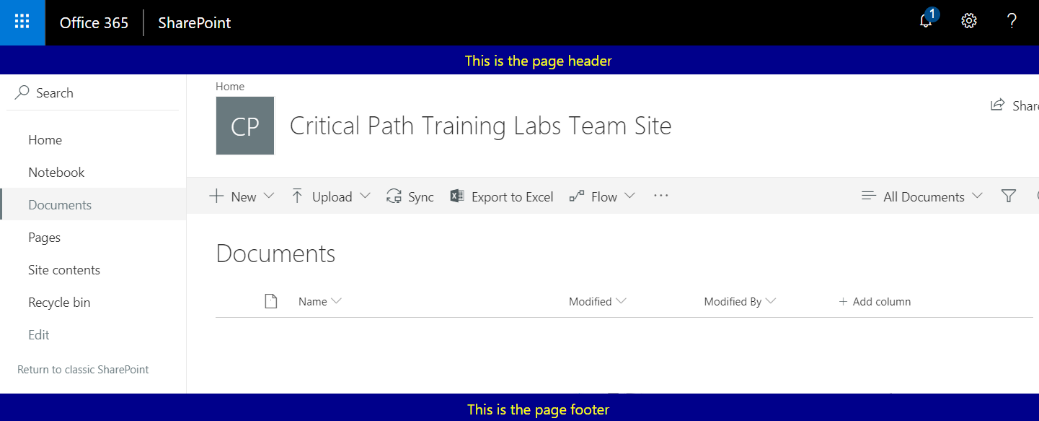 Office 365 SharePoint 1 ?
This is the page header
Search
Home
Notebook
Documents
Pages
Site contents
Recycle bin
Edit
Return to classic SharePoint
Home
CP Critical Path Training Labs Team Site
Share
New Upload Sync Export to Excel Flow ... All Documents
Documents
Name Modified Modified By + Add column
This is the page footer